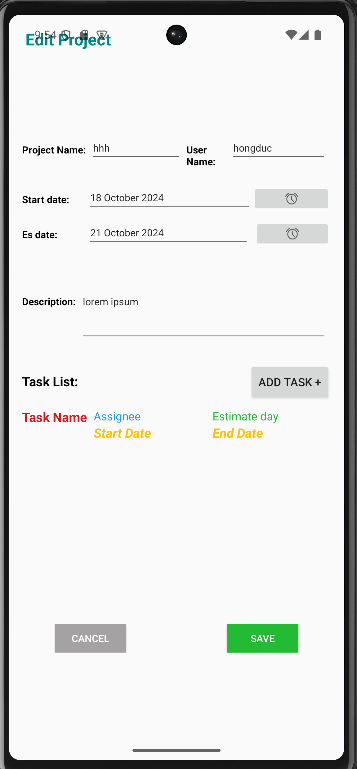 9:54
Edit Project
Project Name: hhh User Name: hongduc
Start date: 18 October 2024
Es date: 21 October 2024
Description: lorem ipsum
Task List: ADD TASK +
Task Name Assignee Estimate day
Start Date End Date
CANCEL SAVE